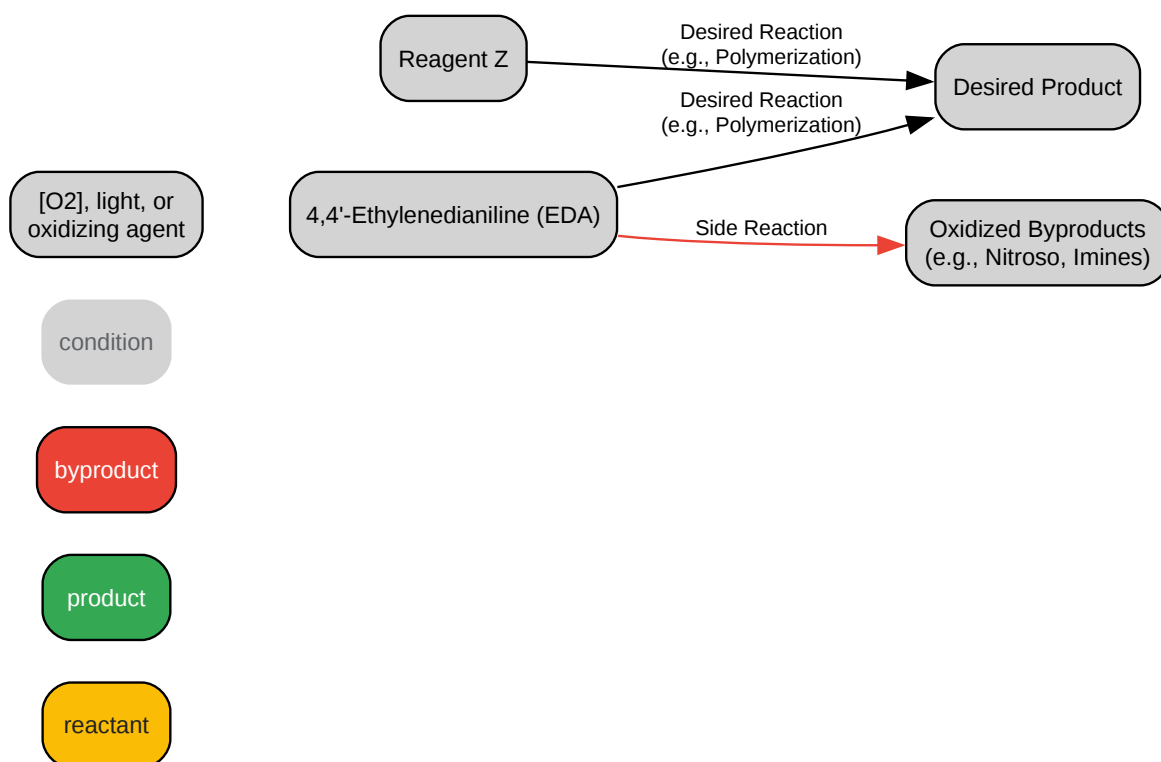 Reagent Z
Desired Reaction
(e.g., Polymerization)
Desired Product
Desired Reaction
(e.g., Polymerization)
[O2], light, or
oxidizing agent
4,4'-Ethylenedianiline (EDA)
Side Reaction
Oxidized Byproducts
(e.g., Nitroso, Imines)
condition
byproduct
product
reactant